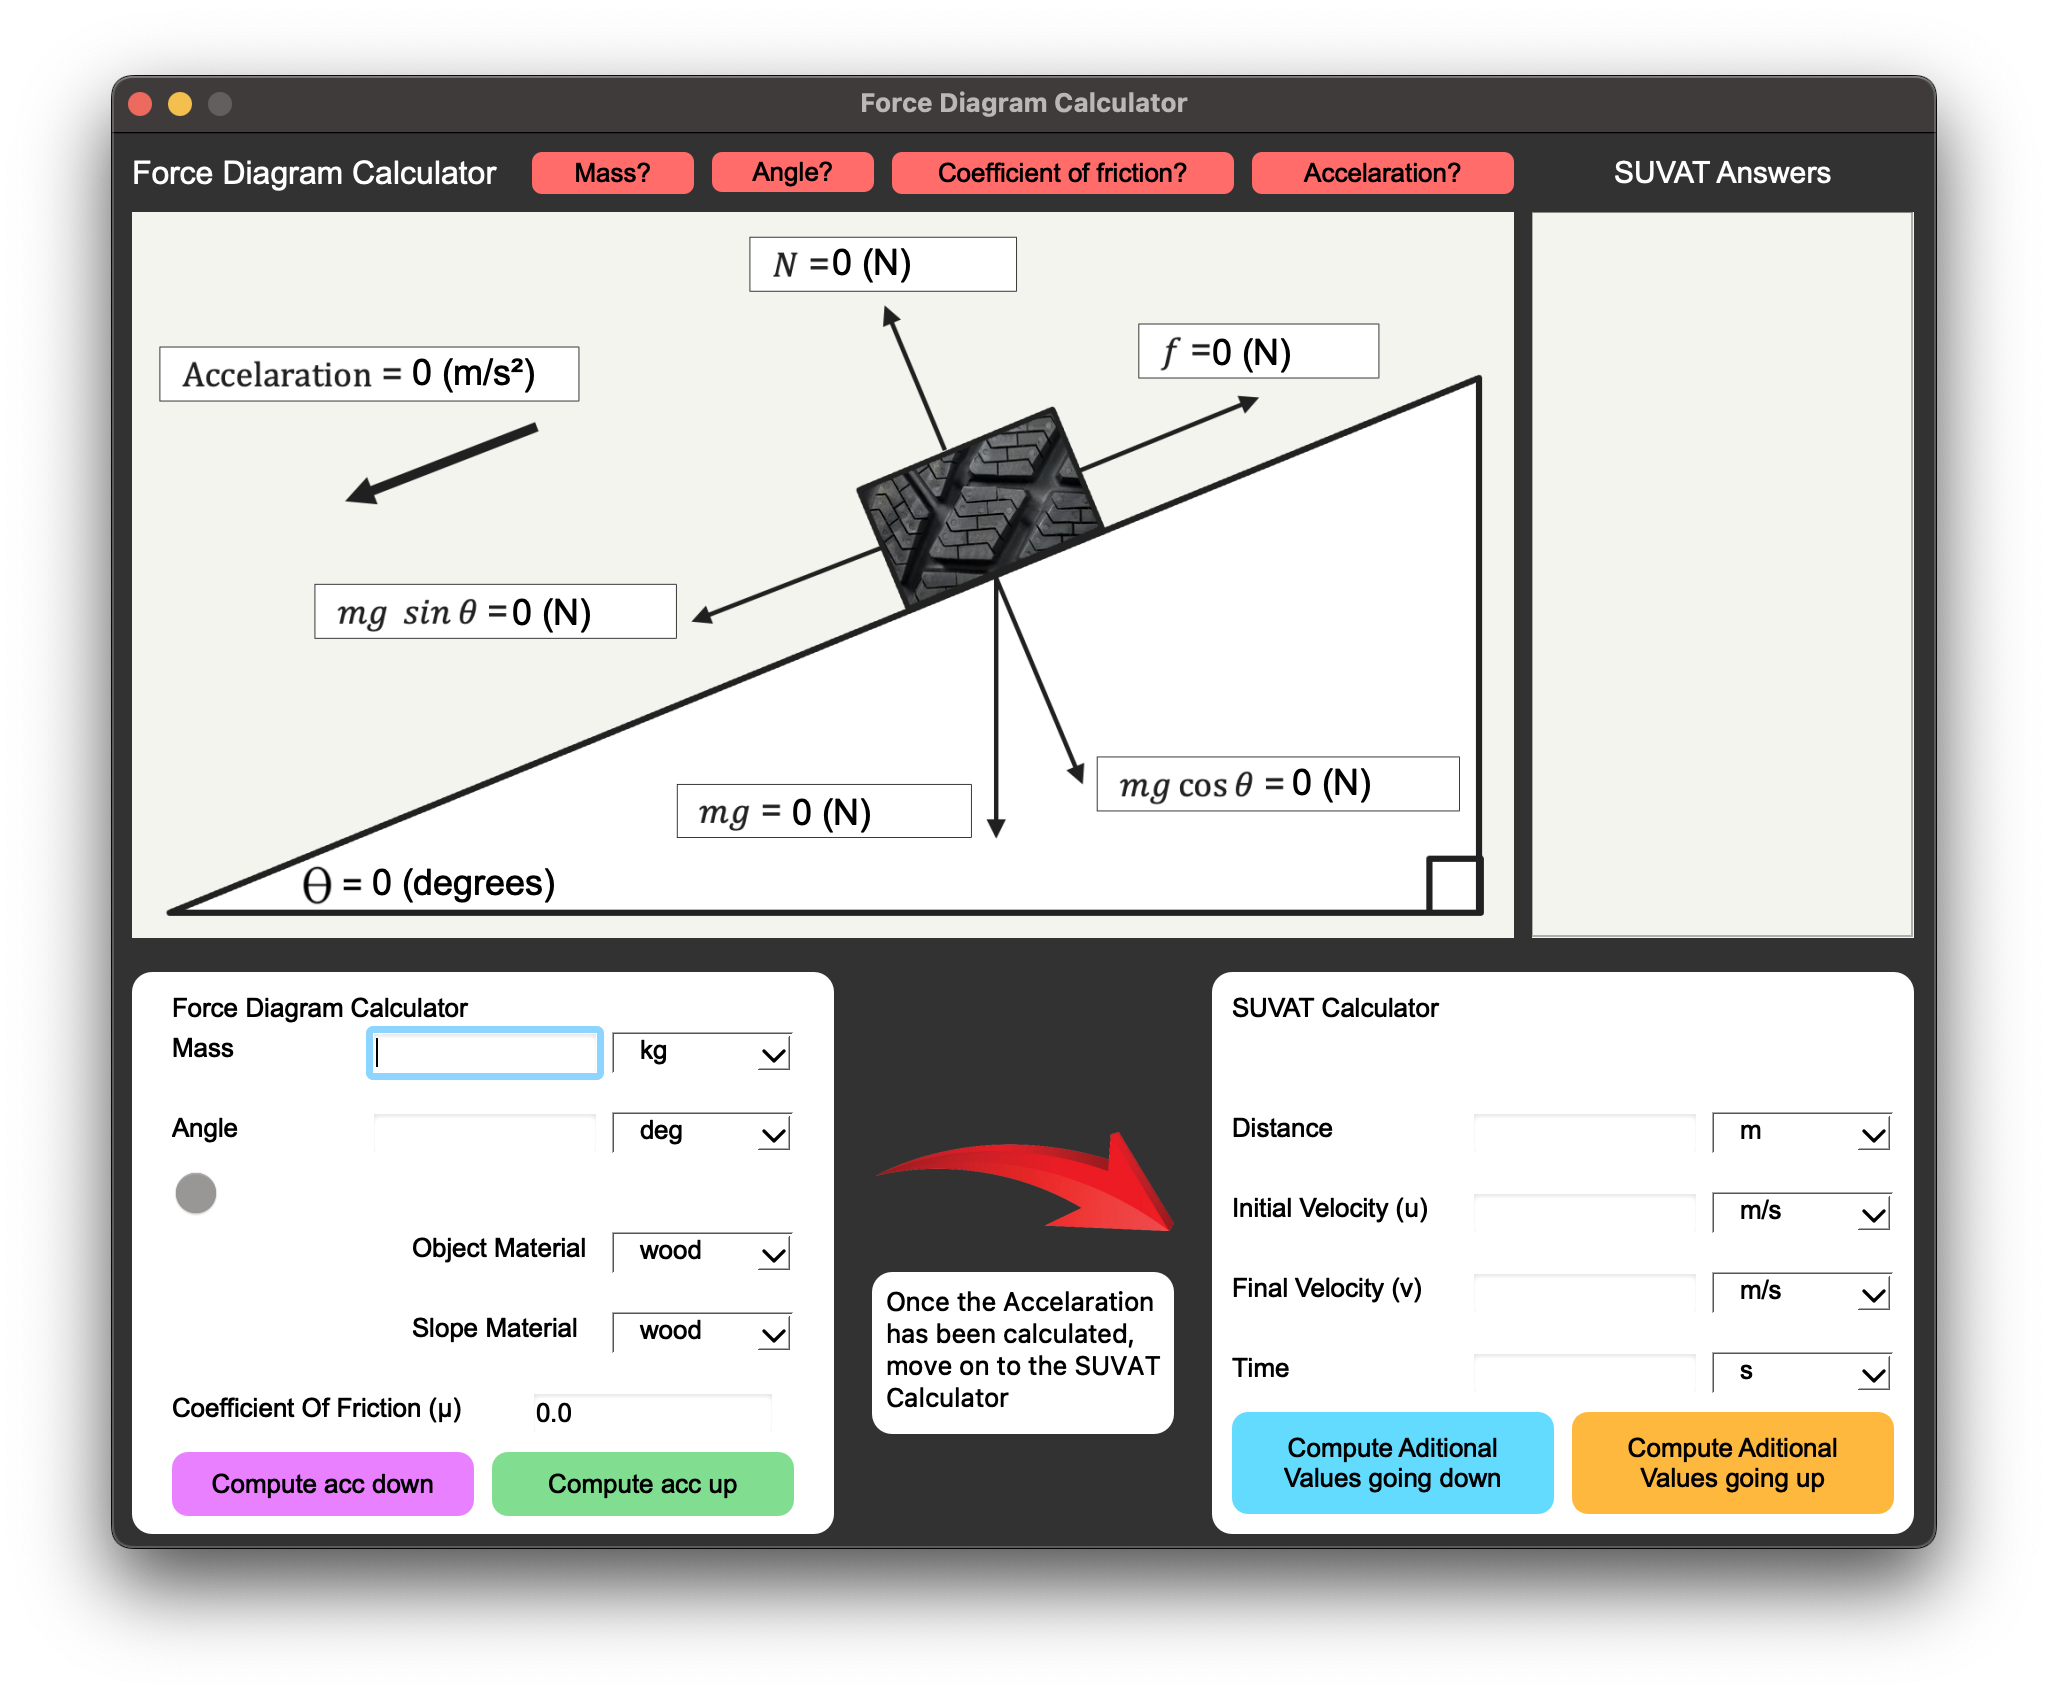 Force Diagram Calculator
Force Diagram Calculator
Mass?
Angle?
Coefficient of friction?
Accelaration?
SUVAT Answers
N =0 (N)
f =0 (N)
Accelaration = 0 (m/s²)
mg sin θ =0 (N)
mg = 0 (N)
mg cos θ = 0 (N)
Θ = 0 (degrees)
Force Diagram Calculator
Mass
kg
Angle
deg
Object Material
wood
Slope Material
wood
Coefficient Of Friction (µ)
0.0
Compute acc down
Compute acc up
Once the Accelaration
has been calculated,
move on to the SUVAT
Calculator
SUVAT Calculator
Distance
m
Initial Velocity (u)
m/s
Final Velocity (v)
m/s
Time
s
Compute Aditional
Values going down
Compute Aditional
Values going up